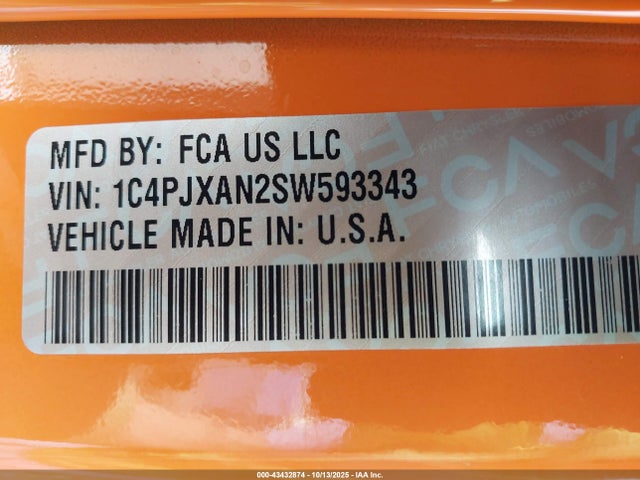 MFD BY: FCA US LLC
VIN: 1C4PJXAN2SW593343
VEHICLE MADE IN: U.S.A.
000-43432874 | 10/13/2025 | IAA Inc.